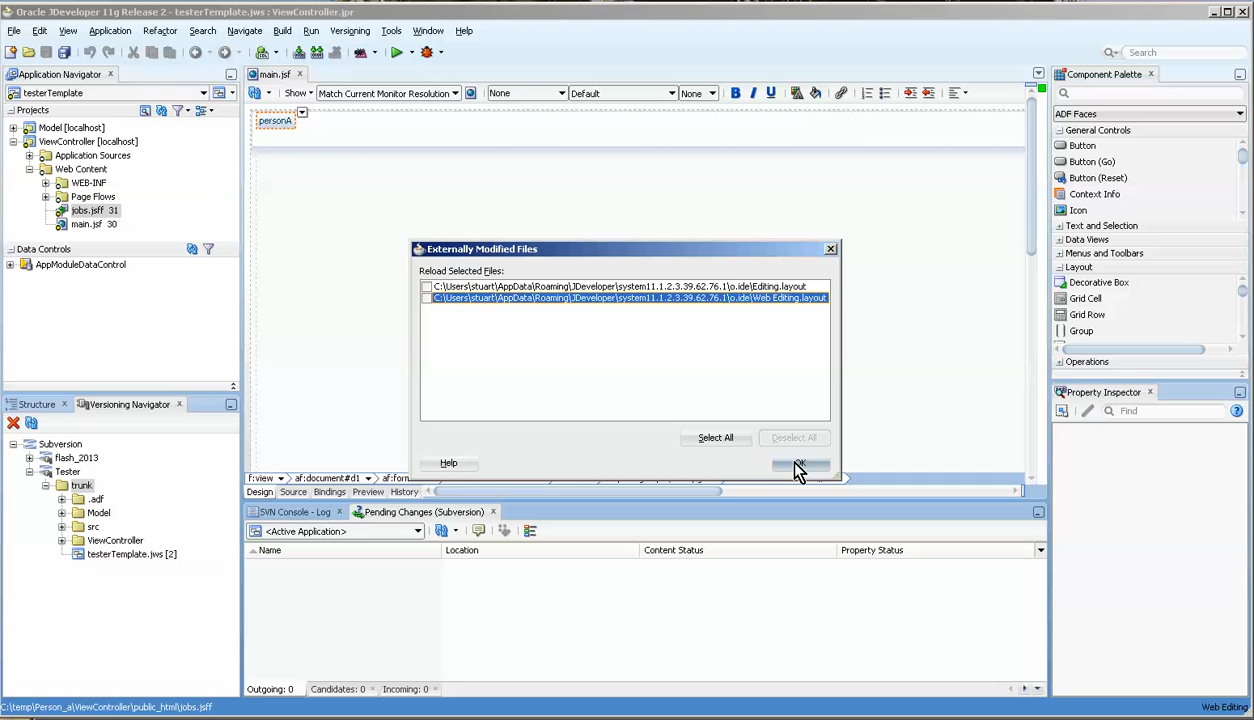 Oracle JDeveloper 11g Release 2 - testerTemplate.jws : ViewController.jpr
File Edit View Application Refactor Search Navigate Build Run Versioning Tools Window Help
Search
Application Navigator
testerTemplate
Projects
Model [localhost]
ViewController [localhost]
Application Sources
Web Content
WEB-INF
Page Flows
jobs.jsff 31
main.jsf 30
Data Controls
AppModuleDataControl
Structure
Versioning Navigator
Subversion
flash_2013
Tester
trunk
.adf
Model
src
ViewController
testerTemplate.jws [2]
main.jsf
Show Match Current Monitor Resolution None Default None B I U
personA
Externally Modified Files
Reload Selected Files:
C:\Users\stuart\AppData\Roaming\JDeveloper\system11.1.2.3.39.62.76.1\o.ide\Editing.layout
C:\Users\stuart\AppData\Roaming\JDeveloper\system11.1.2.3.39.62.76.1\o.ide\Web Editing.layout
Select All Deselect All
Help OK
f:view af:document#d1 af:form
Design Source Bindings Preview History
SVN Console - Log
Pending Changes (Subversion)
<Active Application>
Name Location Content Status Property Status
Outgoing: 0 Candidates: 0 Incoming: 0
Component Palette
ADF Faces
General Controls
Button
Button (Go)
Button (Reset)
Context Info
Icon
Text and Selection
Data Views
Menus and Toolbars
Layout
Decorative Box
Grid Cell
Grid Row
Group
Operations
Property Inspector
Find
C:\temp\Person_a\ViewController\public_html\jobs.jsff
Web Editing